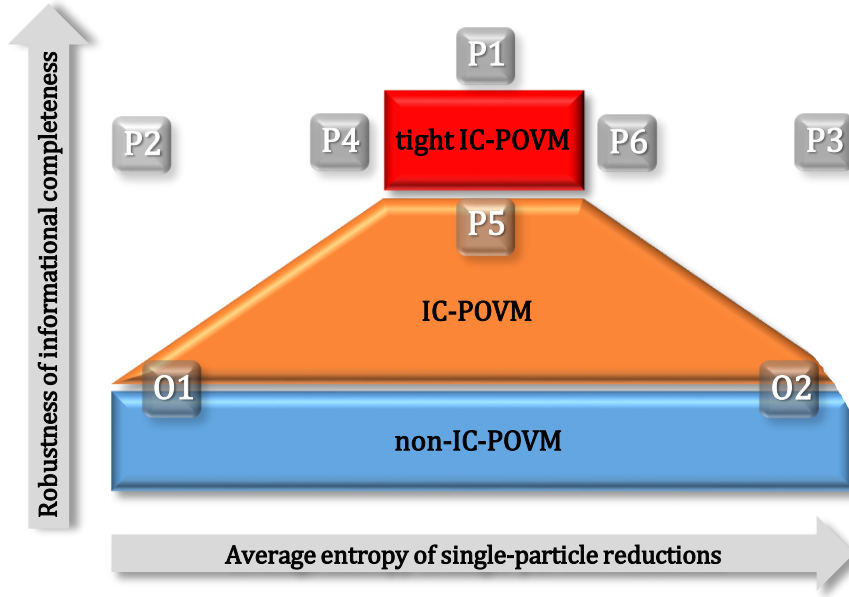 P1
P2
P4
tight IC-POVM
P6
P3
P5
IC-POVM
O1
O2
non-IC-POVM
Robustness of informational completeness
Average entropy of single-particle reductions